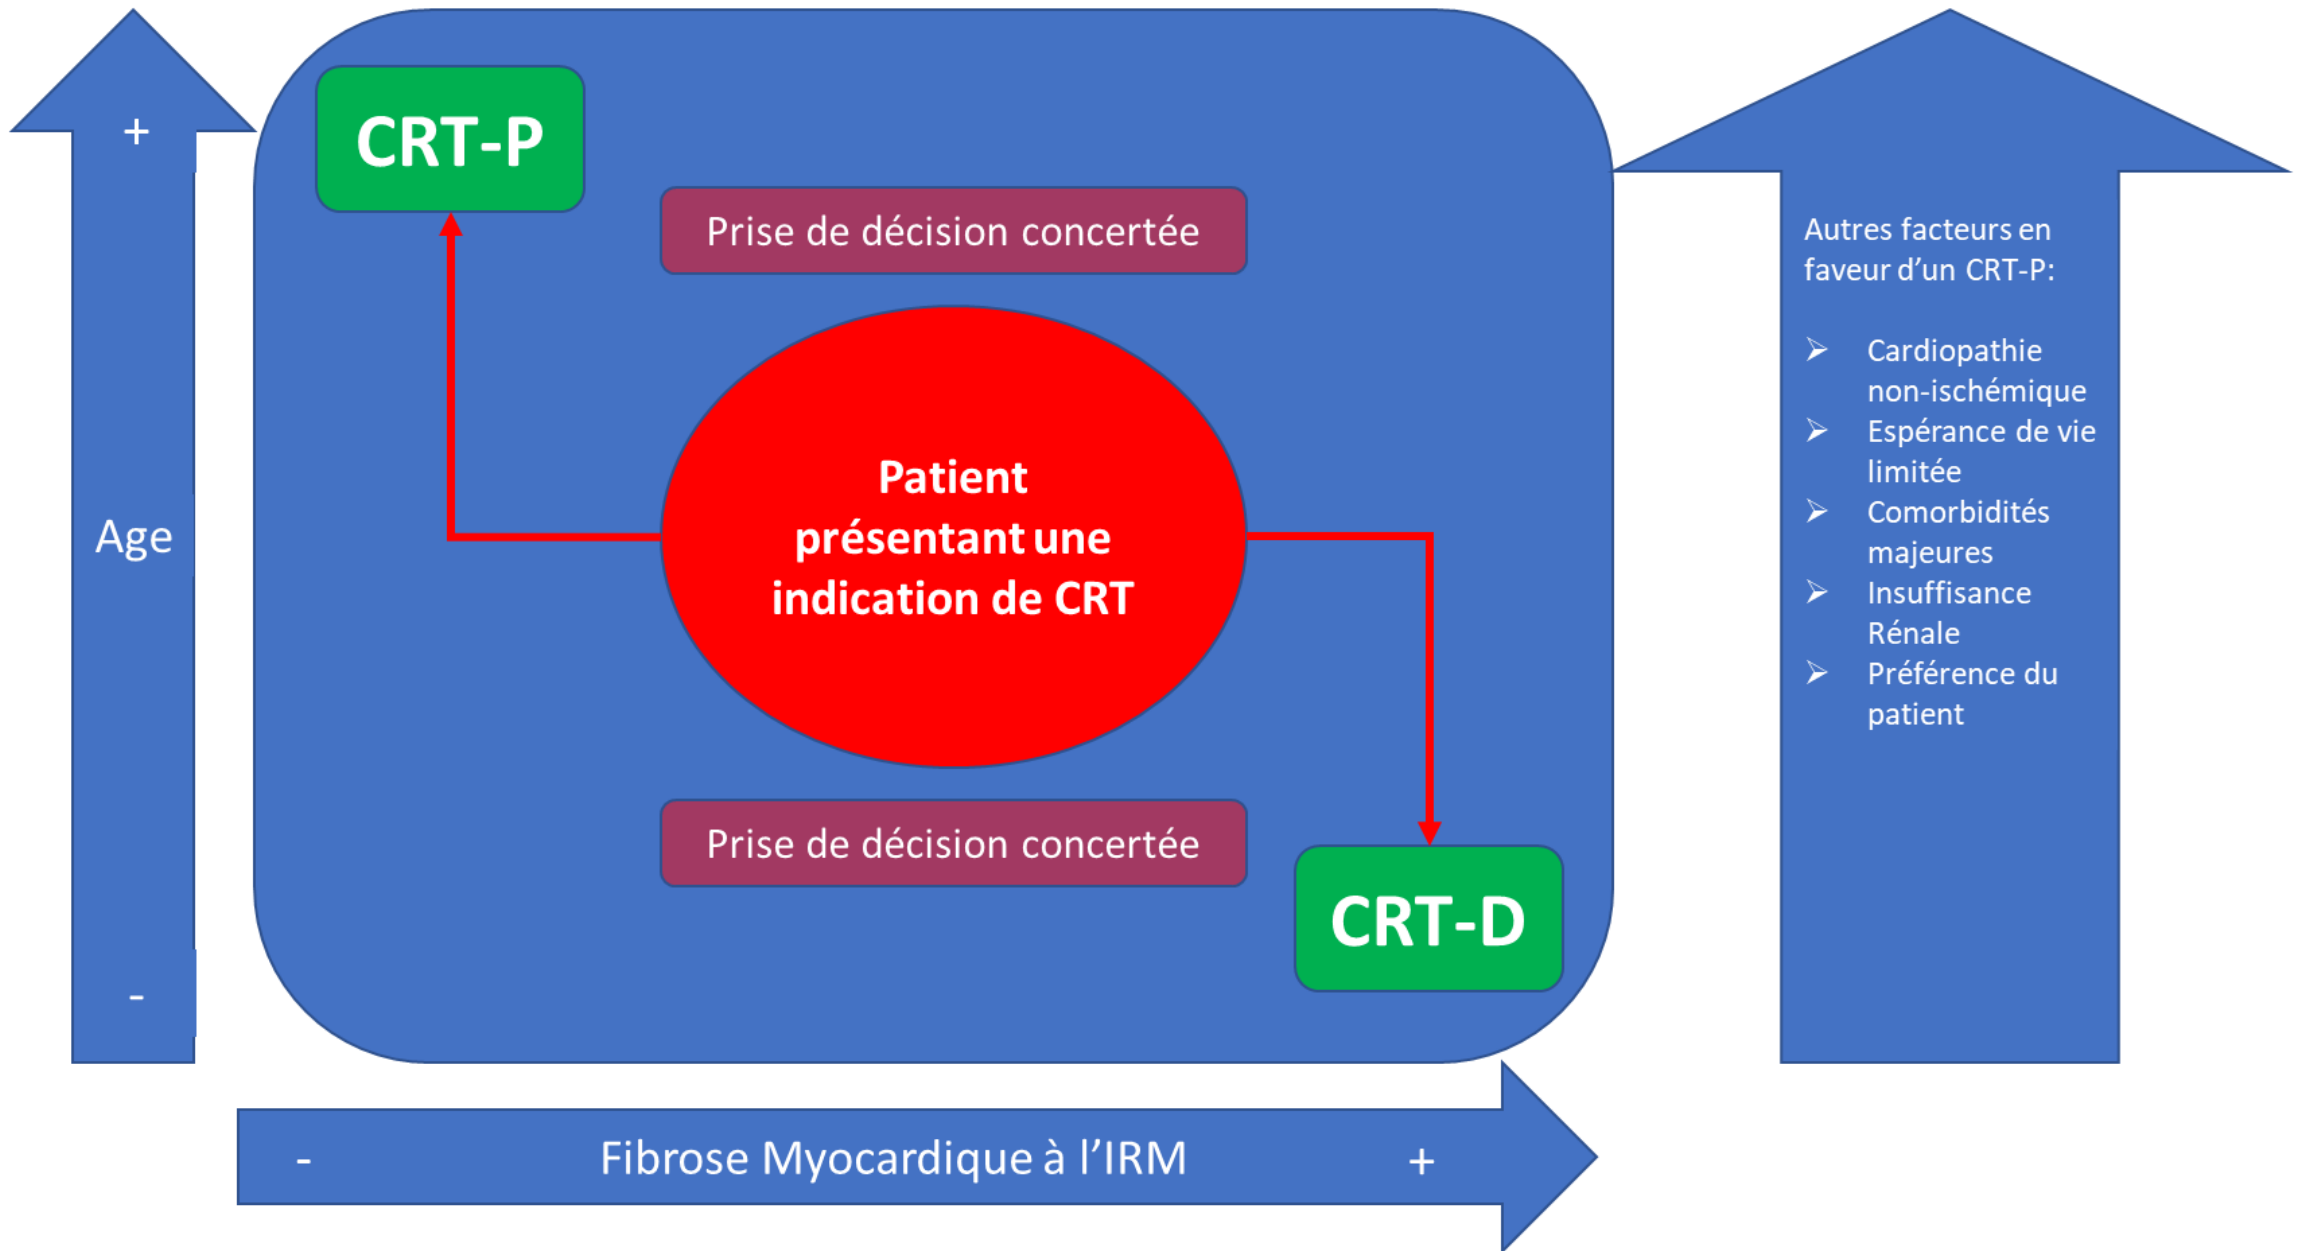 +
Age
-
CRT-P
Prise de décision concertée
Patient
présentant une
indication de CRT
Prise de décision concertée
CRT-D
Autres facteurs en
faveur d’un CRT-P:
➢ Cardiopathie
non-ischémique
➢ Espérance de vie
limitée
➢ Comorbidités
majeures
➢ Insuffisance
Rénale
➢ Préférence du
patient
- Fibrose Myocardique à l’IRM +